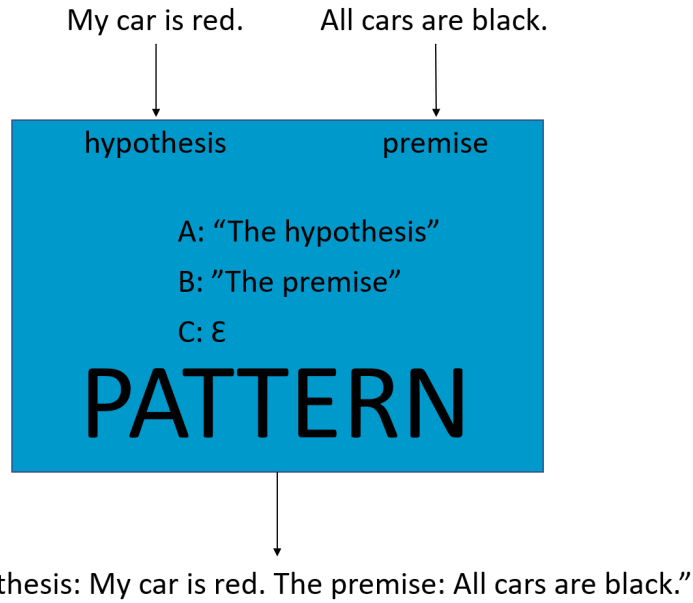 My car is red. All cars are black.
hypothesis premise
A: “The hypothesis”
B: ”The premise”
C: Ɛ
PATTERN
thesis: My car is red. The premise: All cars are black.”